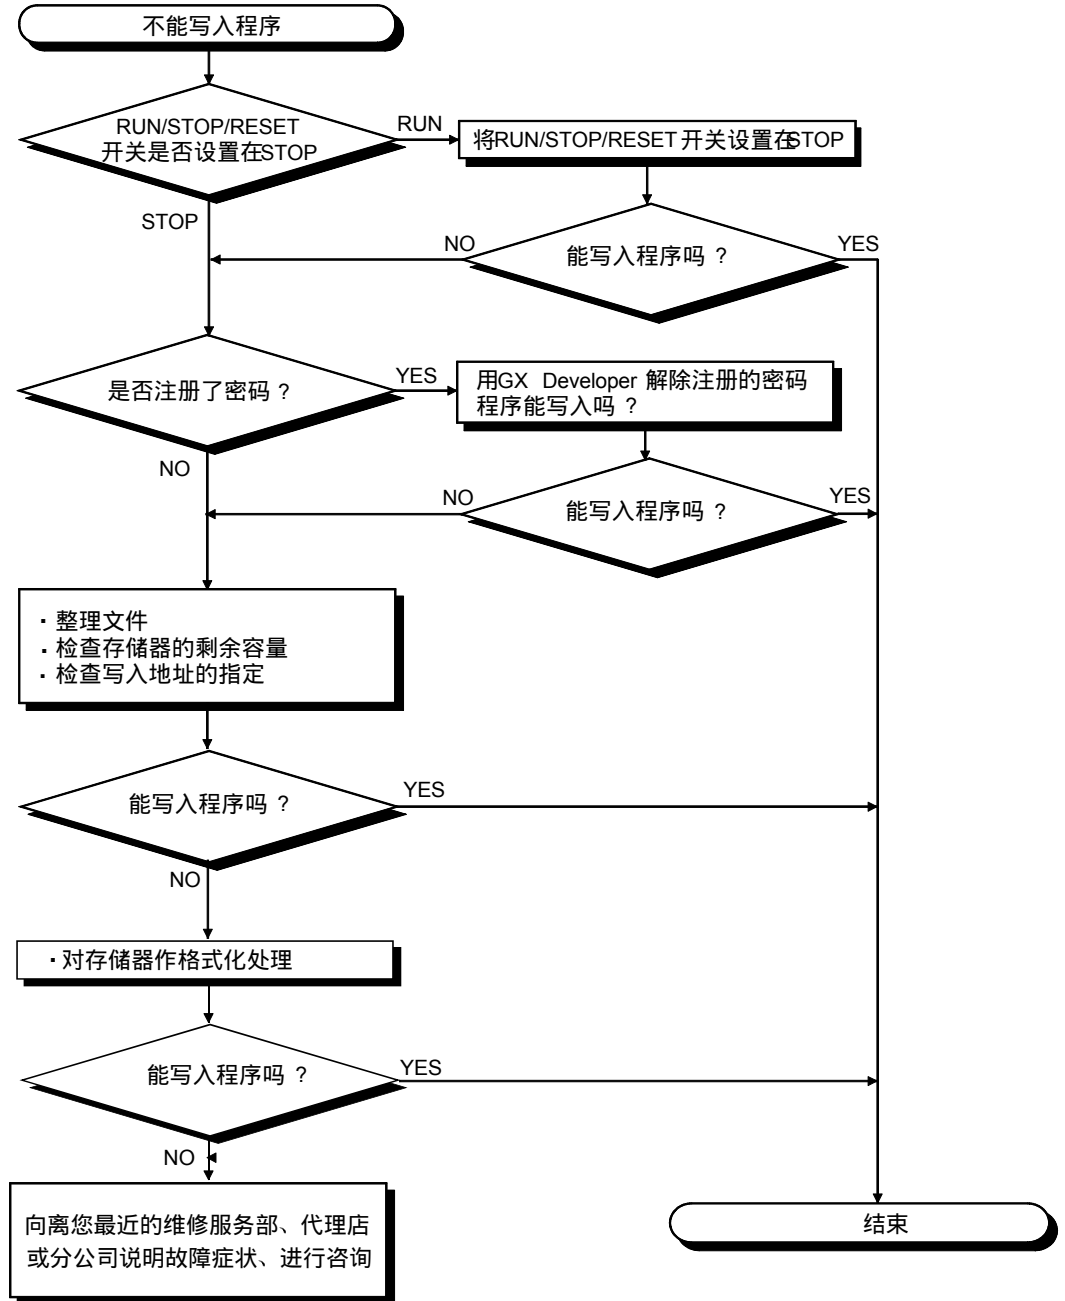 不能写入程序
RUN/STOP/RESET
开关是否设置在STOP
RUN
将RUN/STOP/RESET 开关设置在STOP
STOP
NO
能写入程序吗 ?
YES
是否注册了密码 ?
YES
用GX Developer 解除注册的密码
程序能写入吗 ?
NO
NO
能写入程序吗 ?
YES
· 整理文件
· 检查存储器的剩余容量
· 检查写入地址的指定
能写入程序吗 ?
YES
NO
· 对存储器作格式化处理
能写入程序吗 ?
YES
NO
向离您最近的维修服务部、代理店
或分公司说明故障症状、进行咨询
结束